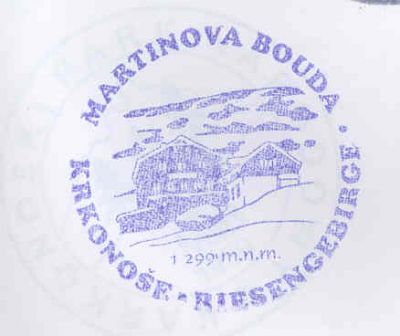 MARTINOVA BOUDA
KRKONOŠE • RIESENGEBIRGE •
1 299 m.n.m.